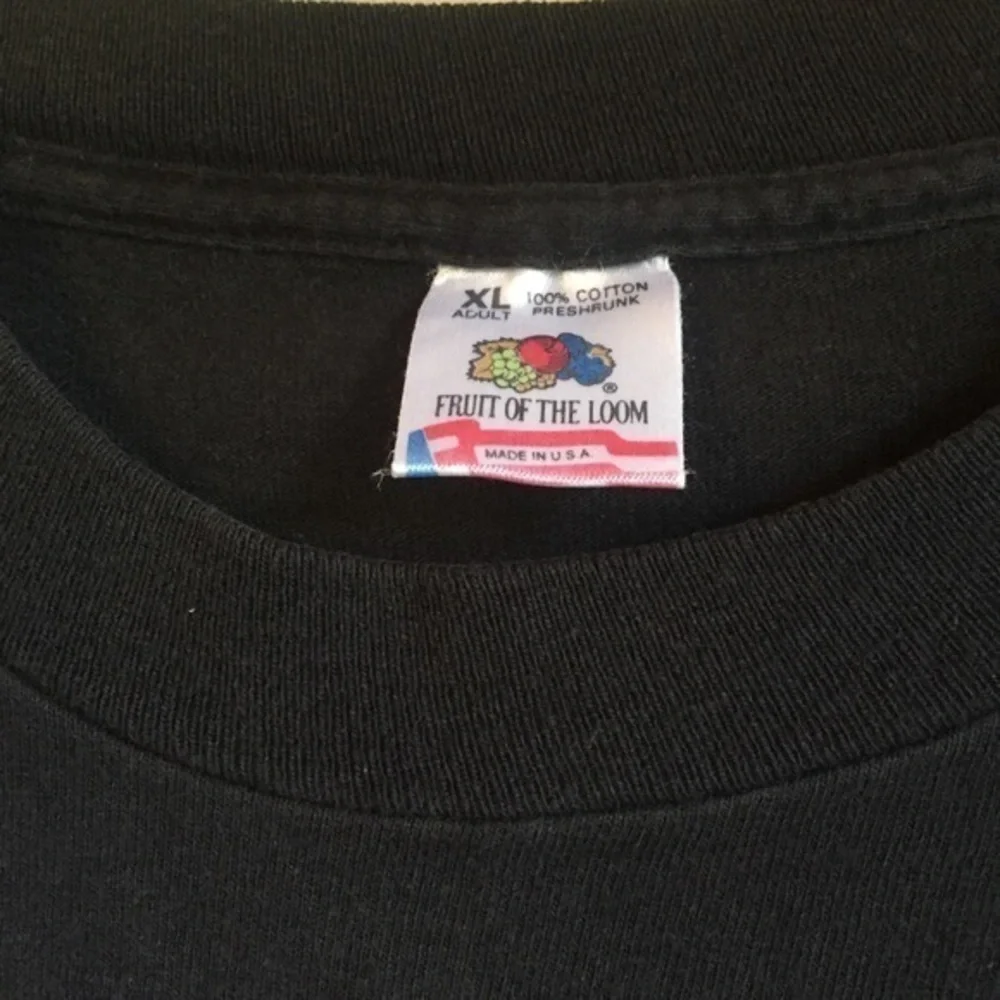 XL 100% COTTON
ADULT PRESHRUNK
®
FRUIT OF THE LOOM
MADE IN U.S.A.